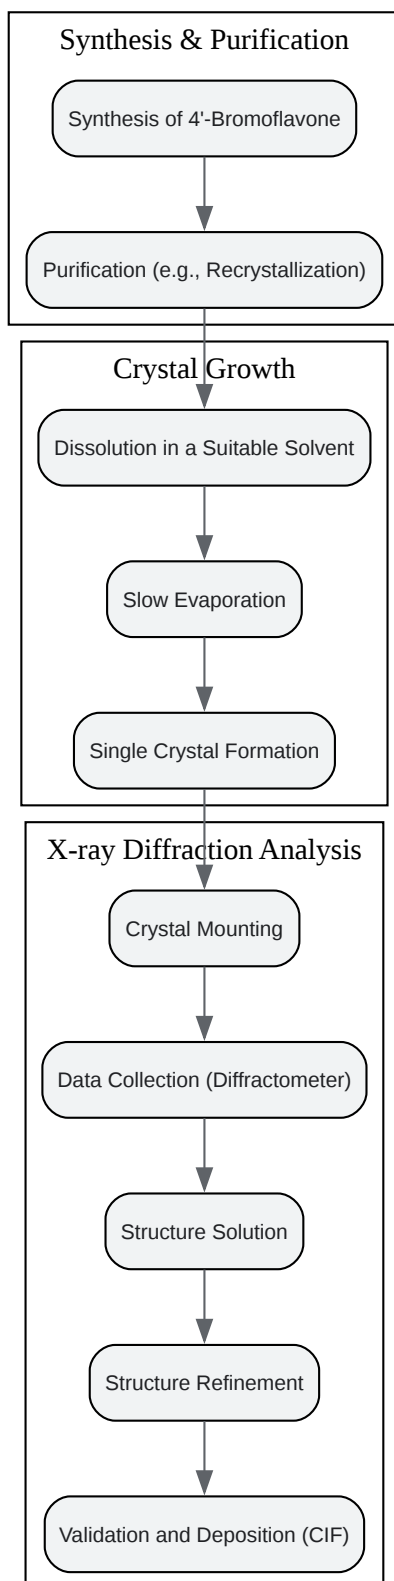 Synthesis & Purification
Synthesis of 4'-Bromoflavone
Purification (e.g., Recrystallization)
Crystal Growth
Dissolution in a Suitable Solvent
Slow Evaporation
Single Crystal Formation
X-ray Diffraction Analysis
Crystal Mounting
Data Collection (Diffractometer)
Structure Solution
Structure Refinement
Validation and Deposition (CIF)